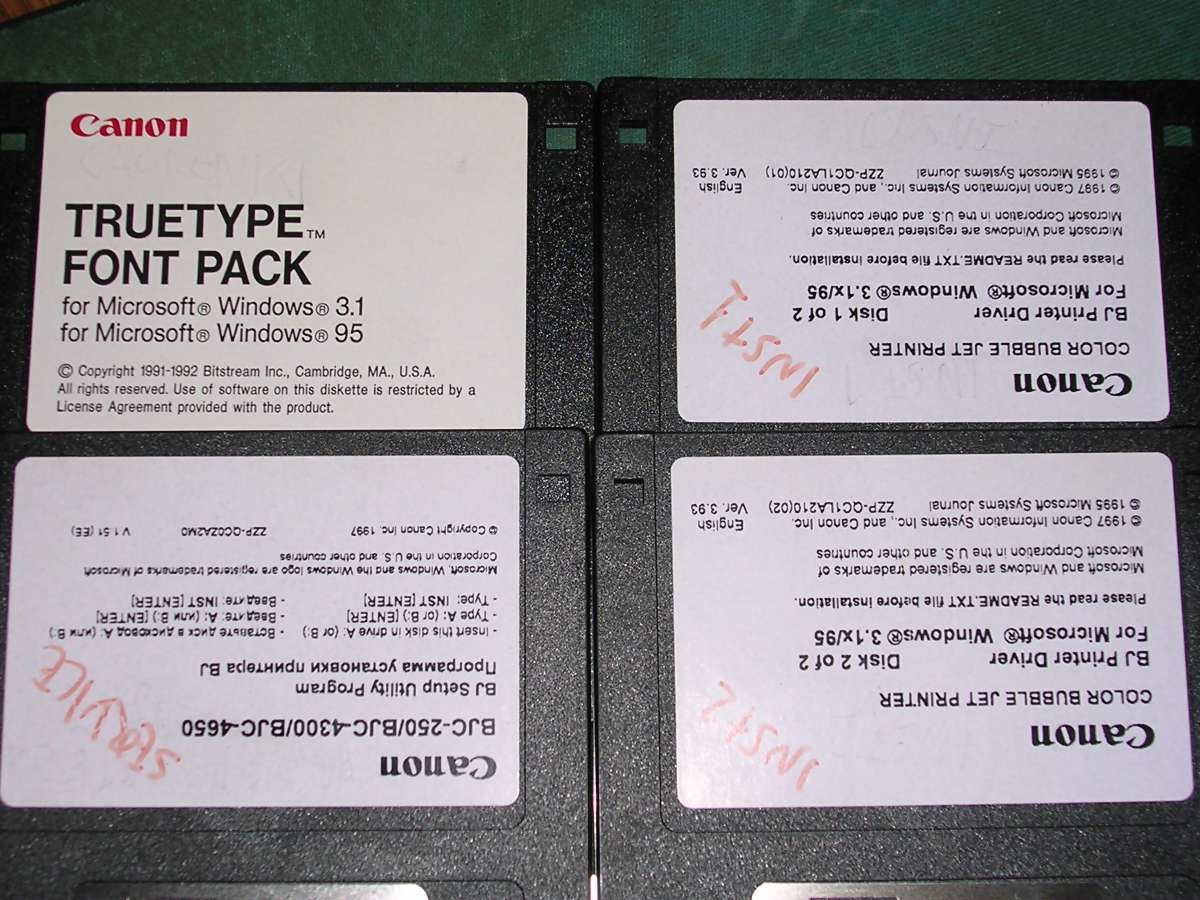 Canon
TRUETYPE™
FONT PACK
for Microsoft® Windows® 3.1
for Microsoft® Windows® 95
© Copyright 1991-1992 Bitstream Inc., Cambridge, MA., U.S.A.
All rights reserved. Use of software on this diskette is restricted by a
License Agreement provided with the product.
Canon
COLOR BUBBLE JET PRINTER
BJ Printer Driver Disk 1 of 2
For Microsoft® Windows® 3.1x/95
Please read the README.TXT file before installation.
Microsoft and Windows are registered trademarks of
Microsoft Corporation in the U.S. and other countries
© 1997 Canon Information Systems Inc., and Canon Inc. English
© 1995 Microsoft Systems Journal ZZP-QC1LA210(01) Ver. 3.93
INST1
Canon
BJC-250/BJC-4300/BJC-4650
BJ Setup Utility Program
Программа установки принтера BJ
- Insert this disk in drive A: (or B:) - Вставьте диск в дисковод A: (или B:)
- Type A: (or B:) [ENTER] - Введите: A: (или B:) [ENTER]
- Type: INST [ENTER] - Введите: INST [ENTER]
Microsoft, Windows and the Windows logo are registered trademarks of Microsoft
Corporation in the U.S. and other countries
© Copyright Canon Inc. 1997 ZZP-QC0ZA2M0 V 1.51 (EE)
SERVICE
Canon
COLOR BUBBLE JET PRINTER
BJ Printer Driver Disk 2 of 2
For Microsoft® Windows® 3.1x/95
Please read the README.TXT file before installation.
Microsoft and Windows are registered trademarks of
Microsoft Corporation in the U.S. and other countries
© 1997 Canon Information Systems Inc., and Canon Inc. English
© 1995 Microsoft Systems Journal ZZP-QC1LA210(02) Ver. 3.93
INST2